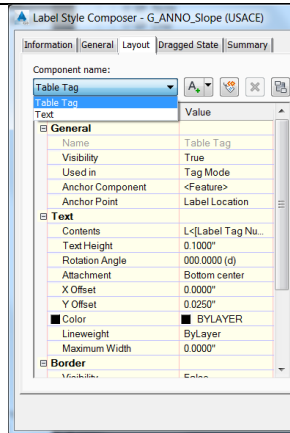 Label Style Composer - G_ANNO_Slope (USACE)
Information General Layout Dragged State Summary
Component name:
Table Tag
Table Tag
Text
Value
General
Name Table Tag
Visibility True
Used in Tag Mode
Anchor Component <Feature>
Anchor Point Label Location
Text
Contents L<[Label Tag Nu...
Text Height 0.1000"
Rotation Angle 000.0000 (d)
Attachment Bottom center
X Offset 0.0000"
Y Offset 0.0250"
Color BYLAYER
Lineweight ByLayer
Maximum Width 0.0000"
Border
Visibility False